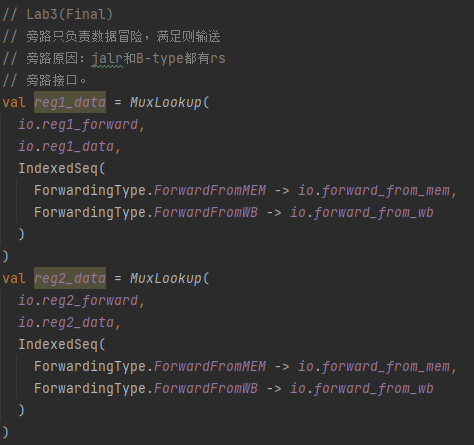 // Lab3(Final)
// 旁路只负责数据冒险，满足则输送
// 旁路原因：jalr和B-type都有rs
// 旁路接口。
val reg1_data = MuxLookup(
  io.reg1_forward,
  io.reg1_data,
  IndexedSeq(
    ForwardingType.ForwardFromMEM -> io.forward_from_mem,
    ForwardingType.ForwardFromWB -> io.forward_from_wb
  )
)
val reg2_data = MuxLookup(
  io.reg2_forward,
  io.reg2_data,
  IndexedSeq(
    ForwardingType.ForwardFromMEM -> io.forward_from_mem,
    ForwardingType.ForwardFromWB -> io.forward_from_wb
  )
)